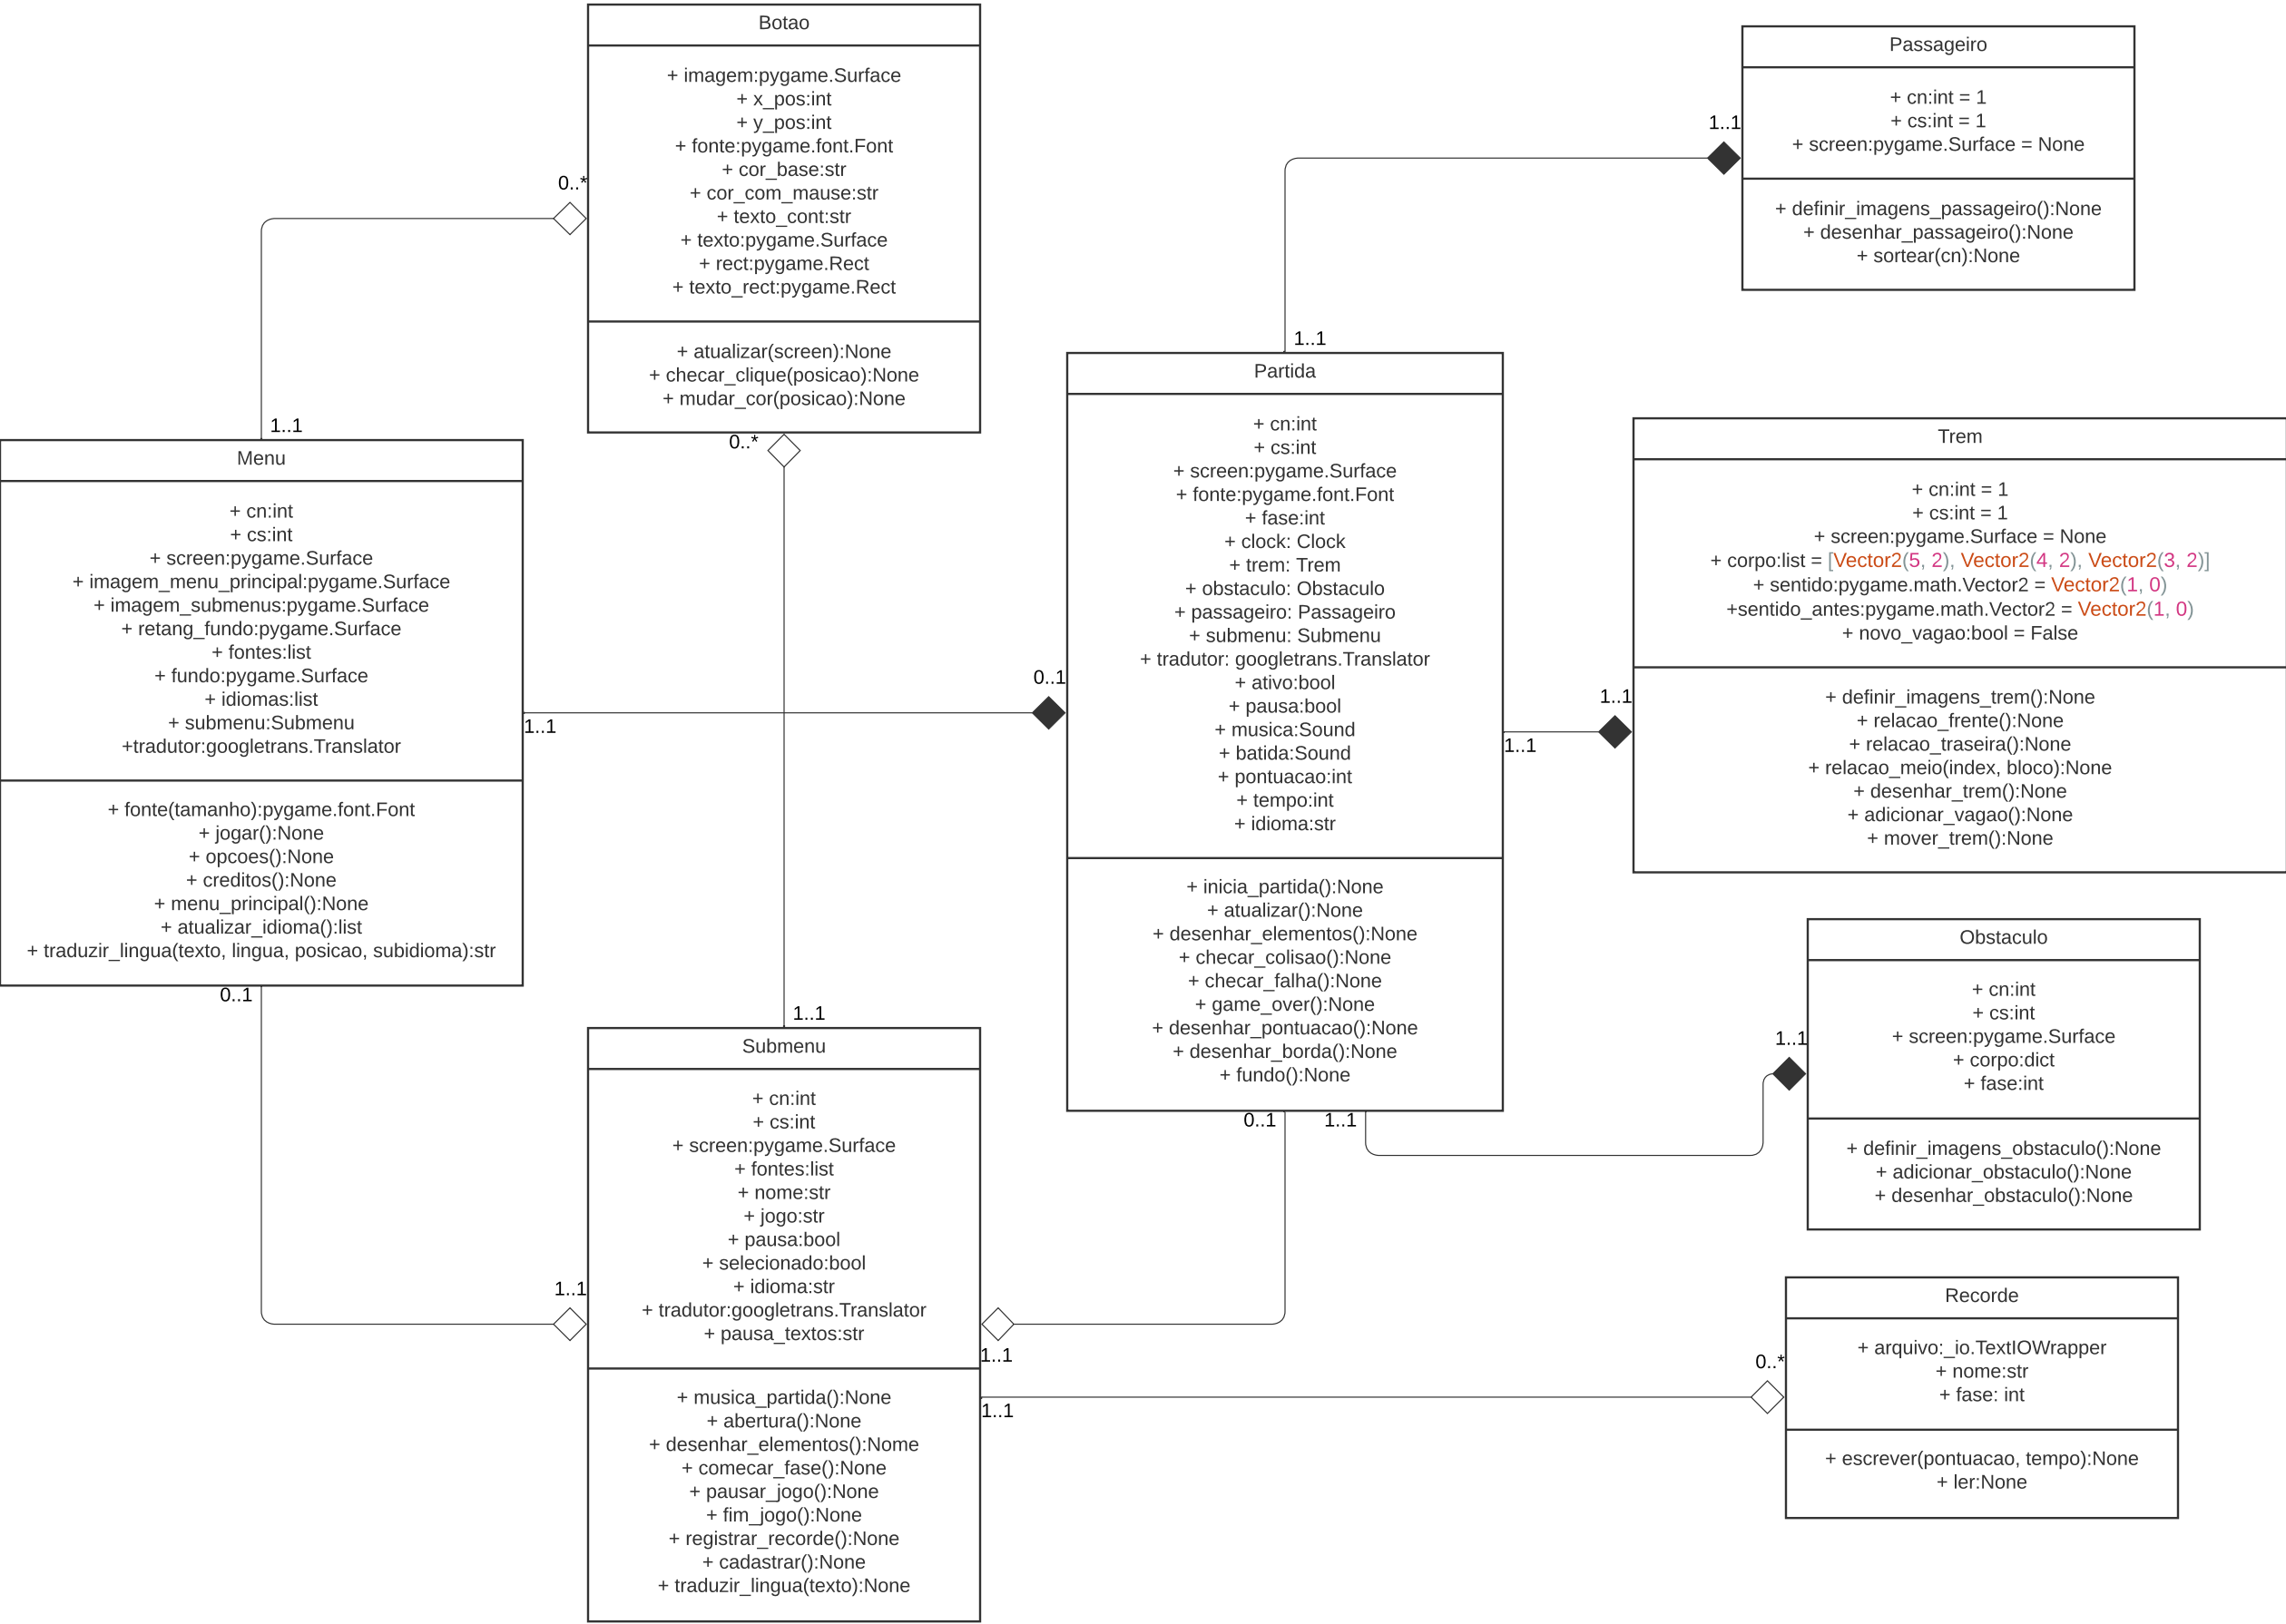 Botao
+ imagem:pygame.Surface
+ x_pos:int
+ y_pos:int
+ fonte:pygame.font.Font
+ cor_base:str
+ cor_com_mause:str
+ texto_cont:str
+ texto:pygame.Surface
+ rect:pygame.Rect
+ texto_rect:pygame.Rect
+ atualizar(screen):None
+ checar_clique(posicao):None
+ mudar_cor(posicao):None
0..*
0..*
1..1
Menu
+ cn:int
+ cs:int
+ screen:pygame.Surface
+ imagem_menu_principal:pygame.Surface
+ imagem_submenus:pygame.Surface
+ retang_fundo:pygame.Surface
+ fontes:list
+ fundo:pygame.Surface
+ idiomas:list
+ submenu:Submenu
+tradutor:googletrans.Translator
+ fonte(tamanho):pygame.font.Font
+ jogar():None
+ opcoes():None
+ creditos():None
+ menu_principal():None
+ atualizar_idioma():list
+ traduzir_lingua(texto, lingua, posicao, subidioma):str
1..1
0..1
0..1
1..1
1..1
Submenu
+ cn:int
+ cs:int
+ screen:pygame.Surface
+ fontes:list
+ nome:str
+ jogo:str
+ pausa:bool
+ selecionado:bool
+ idioma:str
+ tradutor:googletrans.Translator
+ pausa_textos:str
+ musica_partida():None
+ abertura():None
+ desenhar_elementos():Nome
+ comecar_fase():None
+ pausar_jogo():None
+ fim_jogo():None
+ registrar_recorde():None
+ cadastrar():None
+ traduzir_lingua(texto):None
1..1
1..1
1..1
Partida
+ cn:int
+ cs:int
+ screen:pygame.Surface
+ fonte:pygame.font.Font
+ fase:int
+ clock: Clock
+ trem: Trem
+ obstaculo: Obstaculo
+ passageiro: Passageiro
+ submenu: Submenu
+ tradutor: googletrans.Translator
+ ativo:bool
+ pausa:bool
+ musica:Sound
+ batida:Sound
+ pontuacao:int
+ tempo:int
+ idioma:str
+ inicia_partida():None
+ atualizar():None
+ desenhar_elementos():None
+ checar_colisao():None
+ checar_falha():None
+ game_over():None
+ desenhar_pontuacao():None
+ desenhar_borda():None
+ fundo():None
0..1
1..1
1..1
1..1
Passageiro
+ cn:int = 1
+ cs:int = 1
+ screen:pygame.Surface = None
+ definir_imagens_passageiro():None
+ desenhar_passageiro():None
+ sortear(cn):None
1..1
Trem
+ cn:int = 1
+ cs:int = 1
+ screen:pygame.Surface = None
+ corpo:list = [Vector2(5, 2), Vector2(4, 2), Vector2(3, 2)]
+ sentido:pygame.math.Vector2 = Vector2(1, 0)
+sentido_antes:pygame.math.Vector2 = Vector2(1, 0)
+ novo_vagao:bool = False
+ definir_imagens_trem():None
+ relacao_frente():None
+ relacao_traseira():None
+ relacao_meio(index, bloco):None
+ desenhar_trem():None
+ adicionar_vagao():None
+ mover_trem():None
1..1
Obstaculo
+ cn:int
+ cs:int
+ screen:pygame.Surface
+ corpo:dict
+ fase:int
+ definir_imagens_obstaculo():None
+ adicionar_obstaculo():None
+ desenhar_obstaculo():None
0..*
Recorde
+ arquivo:_io.TextIOWrapper
+ nome:str
+ fase: int
+ escrever(pontuacao, tempo):None
+ ler:None